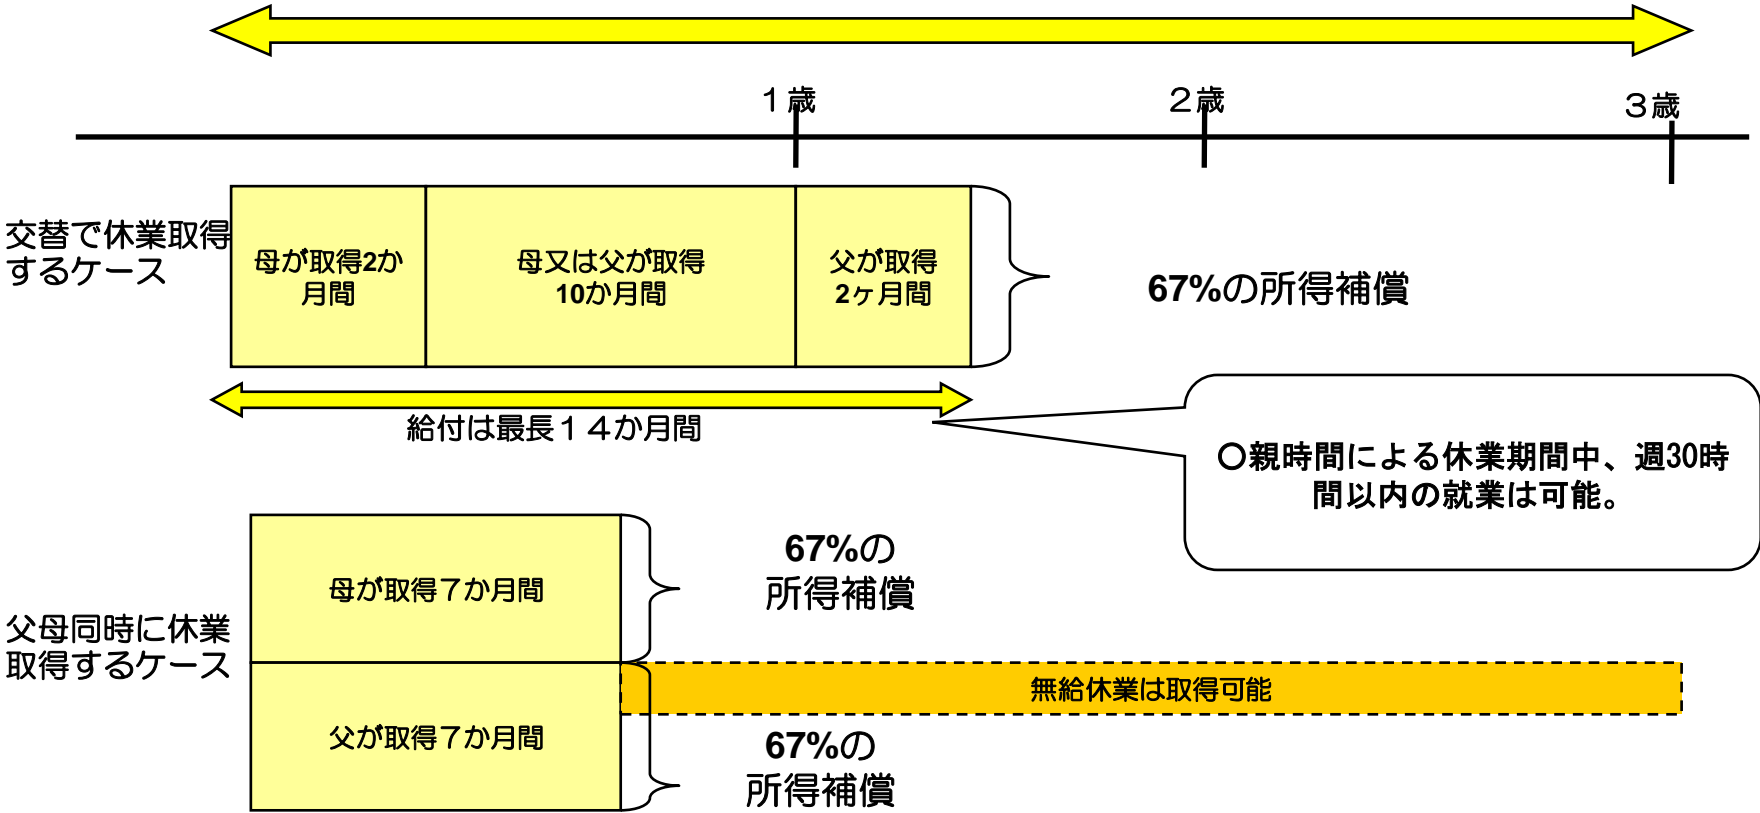 １歳
２歳
３歳
交替で休業取得
するケース
母が取得2か
月間
母又は父が取得
10か月間
父が取得
2ヶ月間
67%の所得補償
給付は最長１４か月間
〇親時間による休業期間中、週30時
間以内の就業は可能。
父母同時に休業
取得するケース
母が取得７か月間
67%の
所得補償
無給休業は取得可能
父が取得７か月間
67%の
所得補償